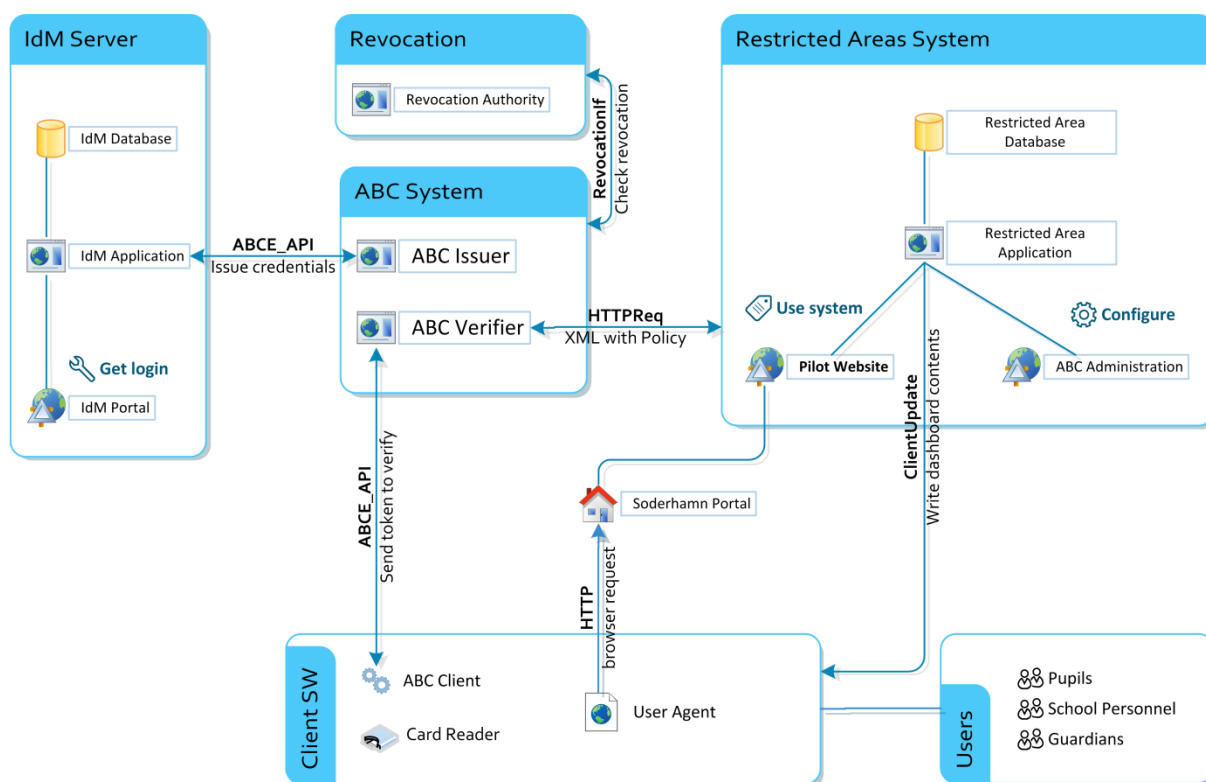 IdM Server
IdM Database
IdM Application
Get login
IdM Portal
Revocation
Revocation Authority
RevocationIf
Check revocation
ABC System
ABCE_API
Issue credentials
ABC Issuer
ABC Verifier
HTTPReq
XML with Policy
Restricted Areas System
Restricted Area
Database
Restricted Area
Application
Use system
Configure
Pilot Website
ABC Administration
ClientUpdate
Write dashboard contents
ABCE_API
Send token to verify
Soderhamn Portal
HTTP
browser request
Client SW
ABC Client
Card Reader
User Agent
Users
Pupils
School Personnel
Guardians